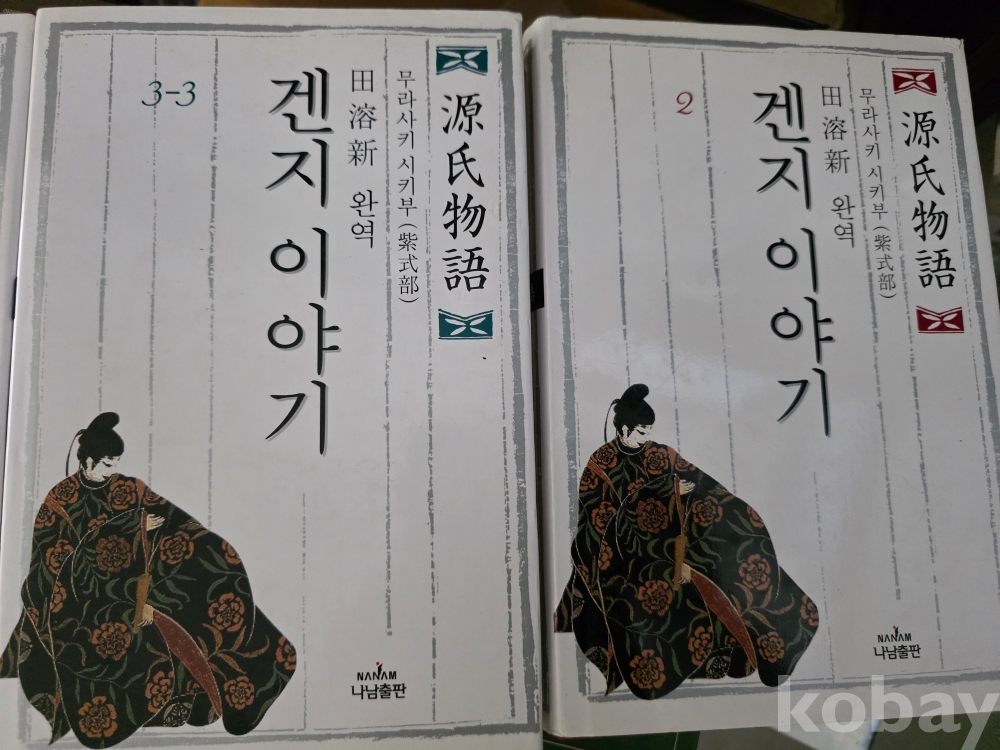 源氏物語
무라사키 시키부(紫式部)
田溶新 완역
겐지 이야기
3-3
NANAM
나남출판
源氏物語
무라사키 시키부(紫式部)
田溶新 완역
겐지 이야기
2
NANAM
나남출판
kobay